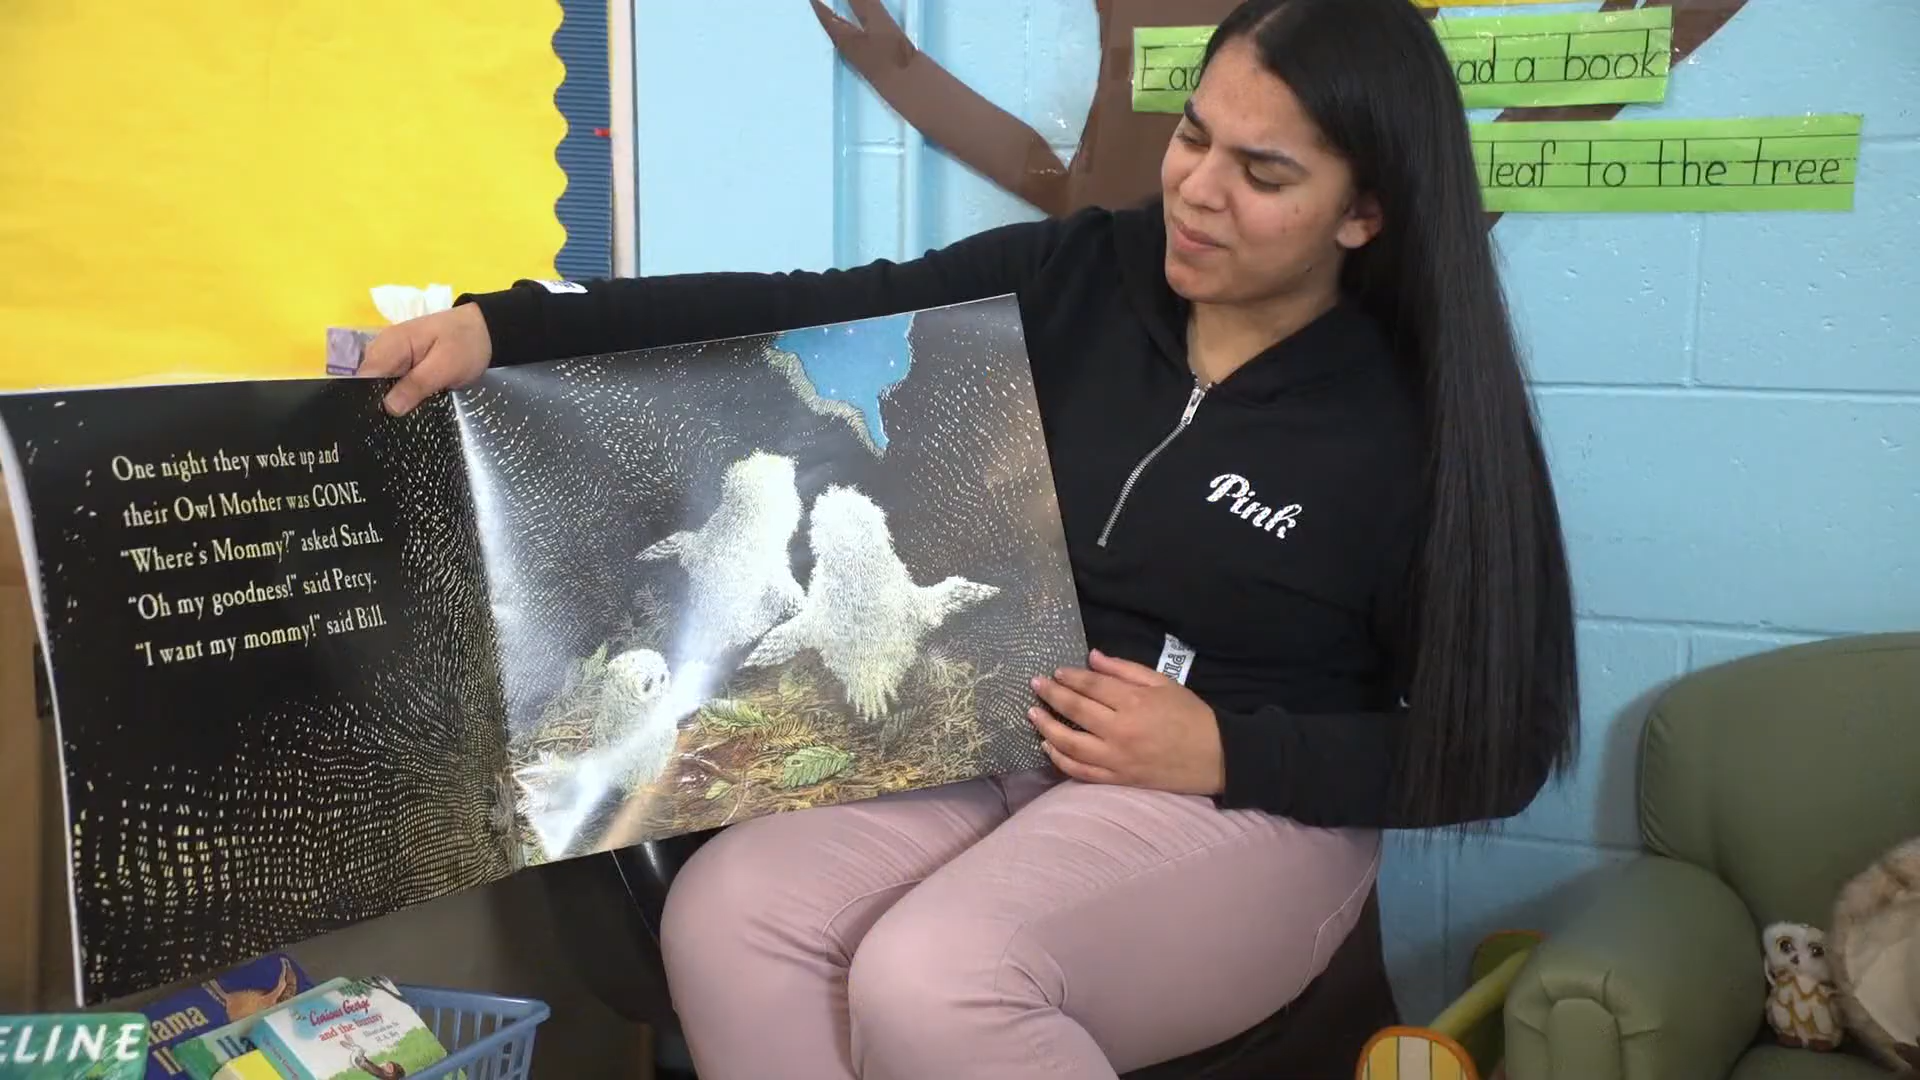 ad a book
leaf to the tree
One night they woke up and
their Owl Mother was GONE.
"Where's Mommy?" asked Sarah.
"Oh my goodness!" said Percy.
"I want my mommy!" said Bill.
Pink
Curious George
and the bunny
ama
ELINE